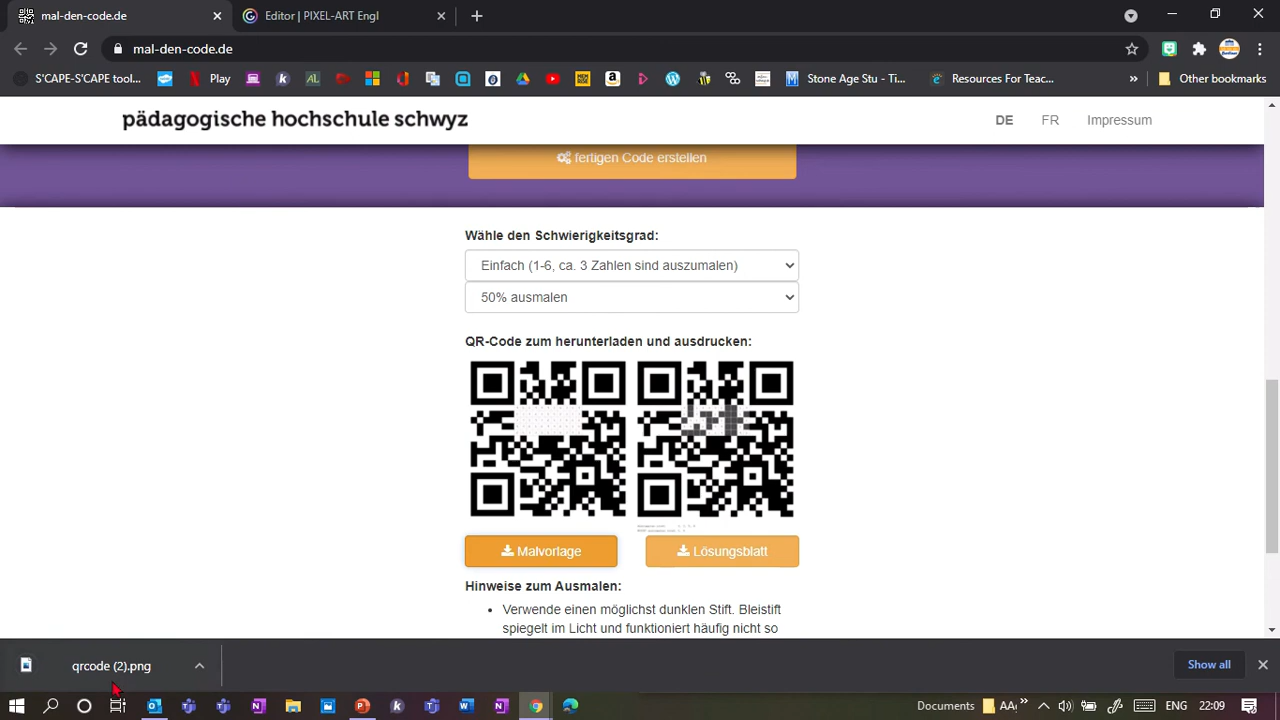 mal-den-code.de
Editor | PIXEL-ART Engl
mal-den-code.de
S'CAPE-S'CAPE tool...
Play
Stone Age Stu - Ti...
Resources For Teac...
Other bookmarks
pädagogische hochschule schwyz
DE
FR
Impressum
fertigen Code erstellen
Wähle den Schwierigkeitsgrad:
Einfach (1-6, ca. 3 Zahlen sind auszumalen)
50% ausmalen
QR-Code zum herunterladen und ausdrucken:
Malvorlage
Lösungsblatt
Hinweise zum Ausmalen:
• Verwende einen möglichst dunklen Stift. Bleistift
spiegelt im Licht und funktioniert häufig nicht so
qrcode (2).png
Show all
Documents
ENG
22:09